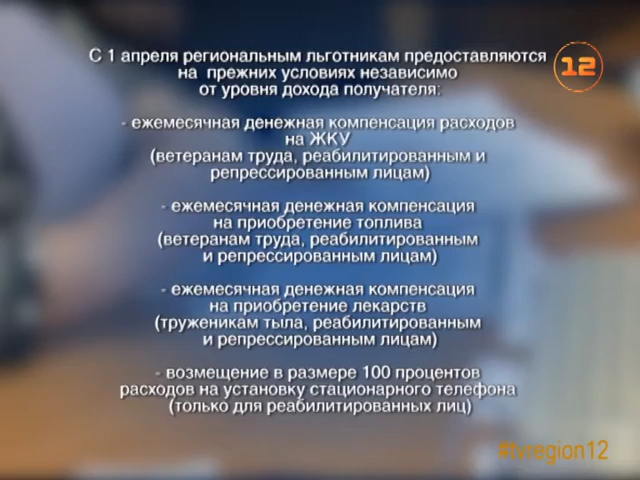 С 1 апреля региональным льготникам предоставляются
на прежних условиях независимо
от уровня дохода получателя:
- ежемесячная денежная компенсация расходов
на ЖКУ
(ветеранам труда, реабилитированным и
репрессированным лицам)
- ежемесячная денежная компенсация
на приобретение топлива
(ветеранам труда, реабилитированным
и репрессированным лицам)
- ежемесячная денежная компенсация
на приобретение лекарств
(труженикам тыла, реабилитированным
и репрессированным лицам)
- возмещение в размере 100 процентов
расходов на установку стационарного телефона
(только для реабилитированных лиц)
12
#tvregion12